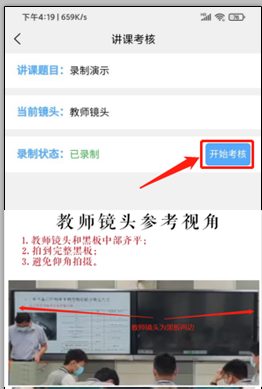 下午4:19 | 659K/s
76
讲课考核
讲课题目：录制演示
当前镜头：教师镜头
录制状态：已录制
开始考核
教师镜头参考视角
1. 教师镜头和黑板中部齐平；
2. 拍到完整黑板；
3. 避免仰角拍摄。
教师镜头为黑板两边